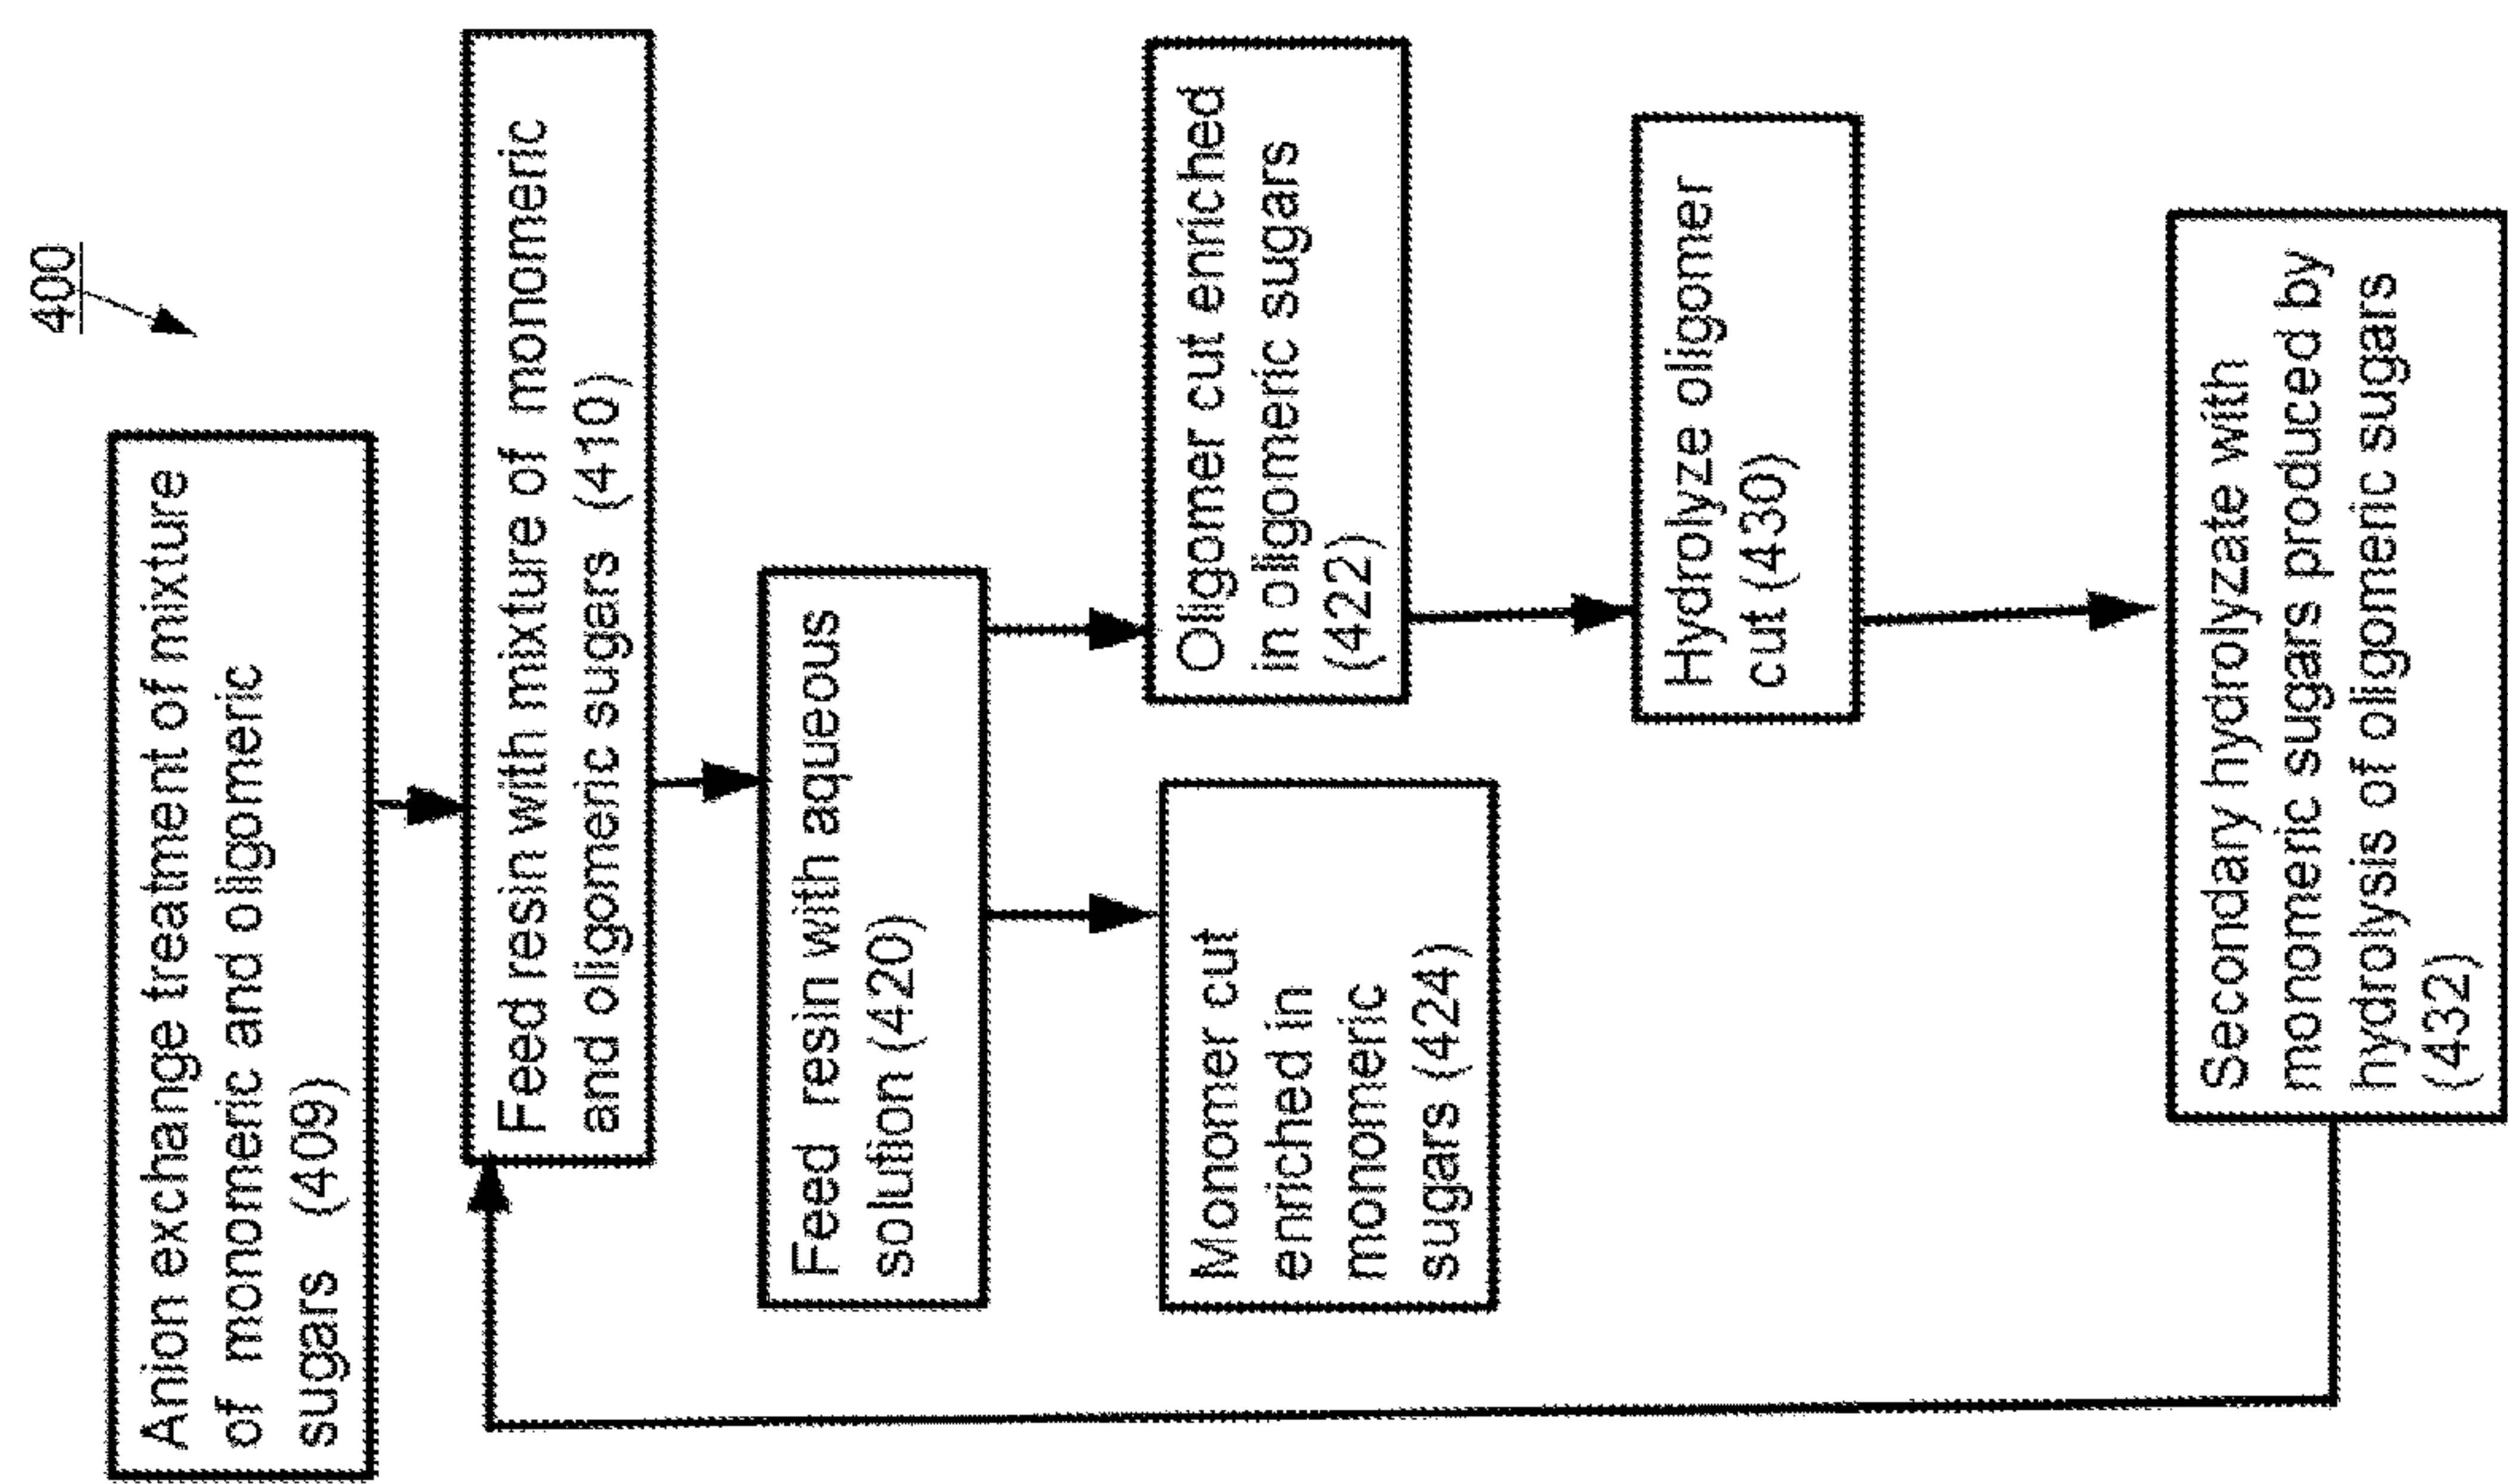 400
Anion exchange treatment of mixture
of monomeric and oligomeric
sugars (409)
Feed resin with mixture of monomeric
and oligomeric sugars (410)
Feed resin with aqueous
solution (420)
Oligomer cut enriched
in oligomeric sugars
(422)
Monomer cut
enriched in
monomeric
sugars (424)
Hydrolyze oligomer
cut (430)
Secondary hydrolyzate with
monomeric sugars produced by
hydrolysis of oligomeric sugars
(432)